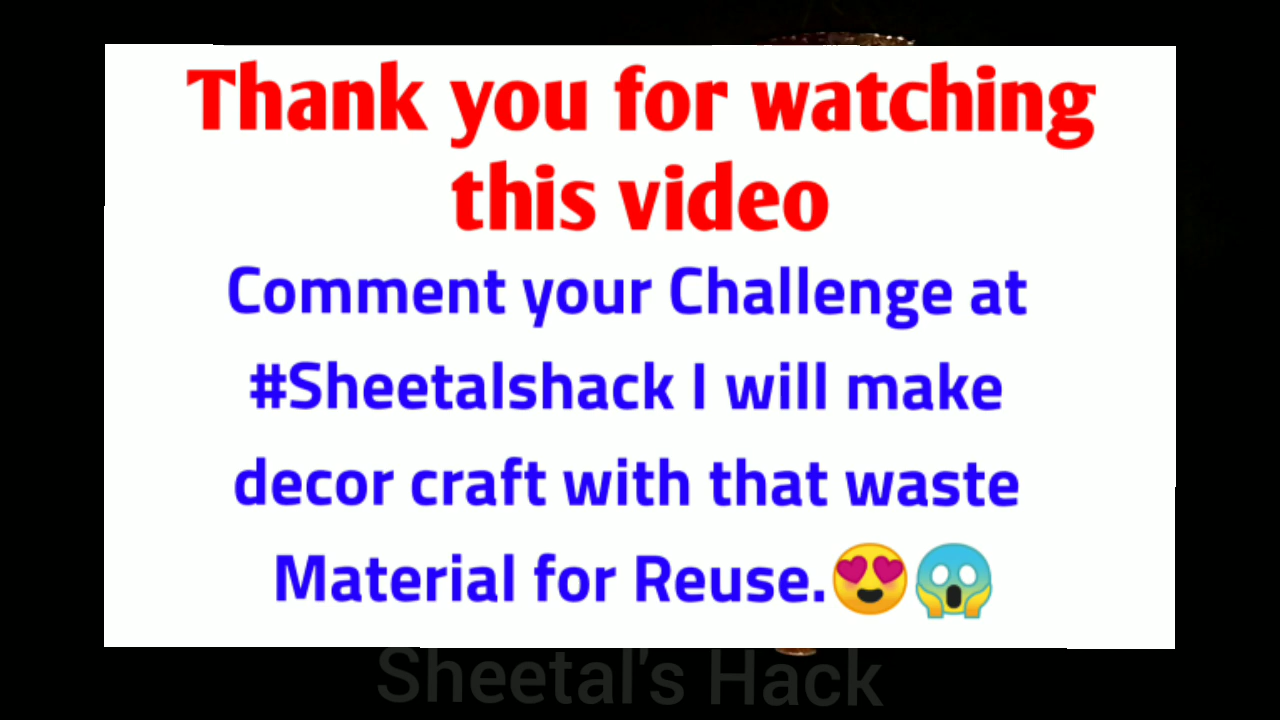 Thank you for watching
this video
Comment your Challenge at
#Sheetalshack I will make
decor craft with that waste
Material for Reuse.😍😱
Sheetal's Hack